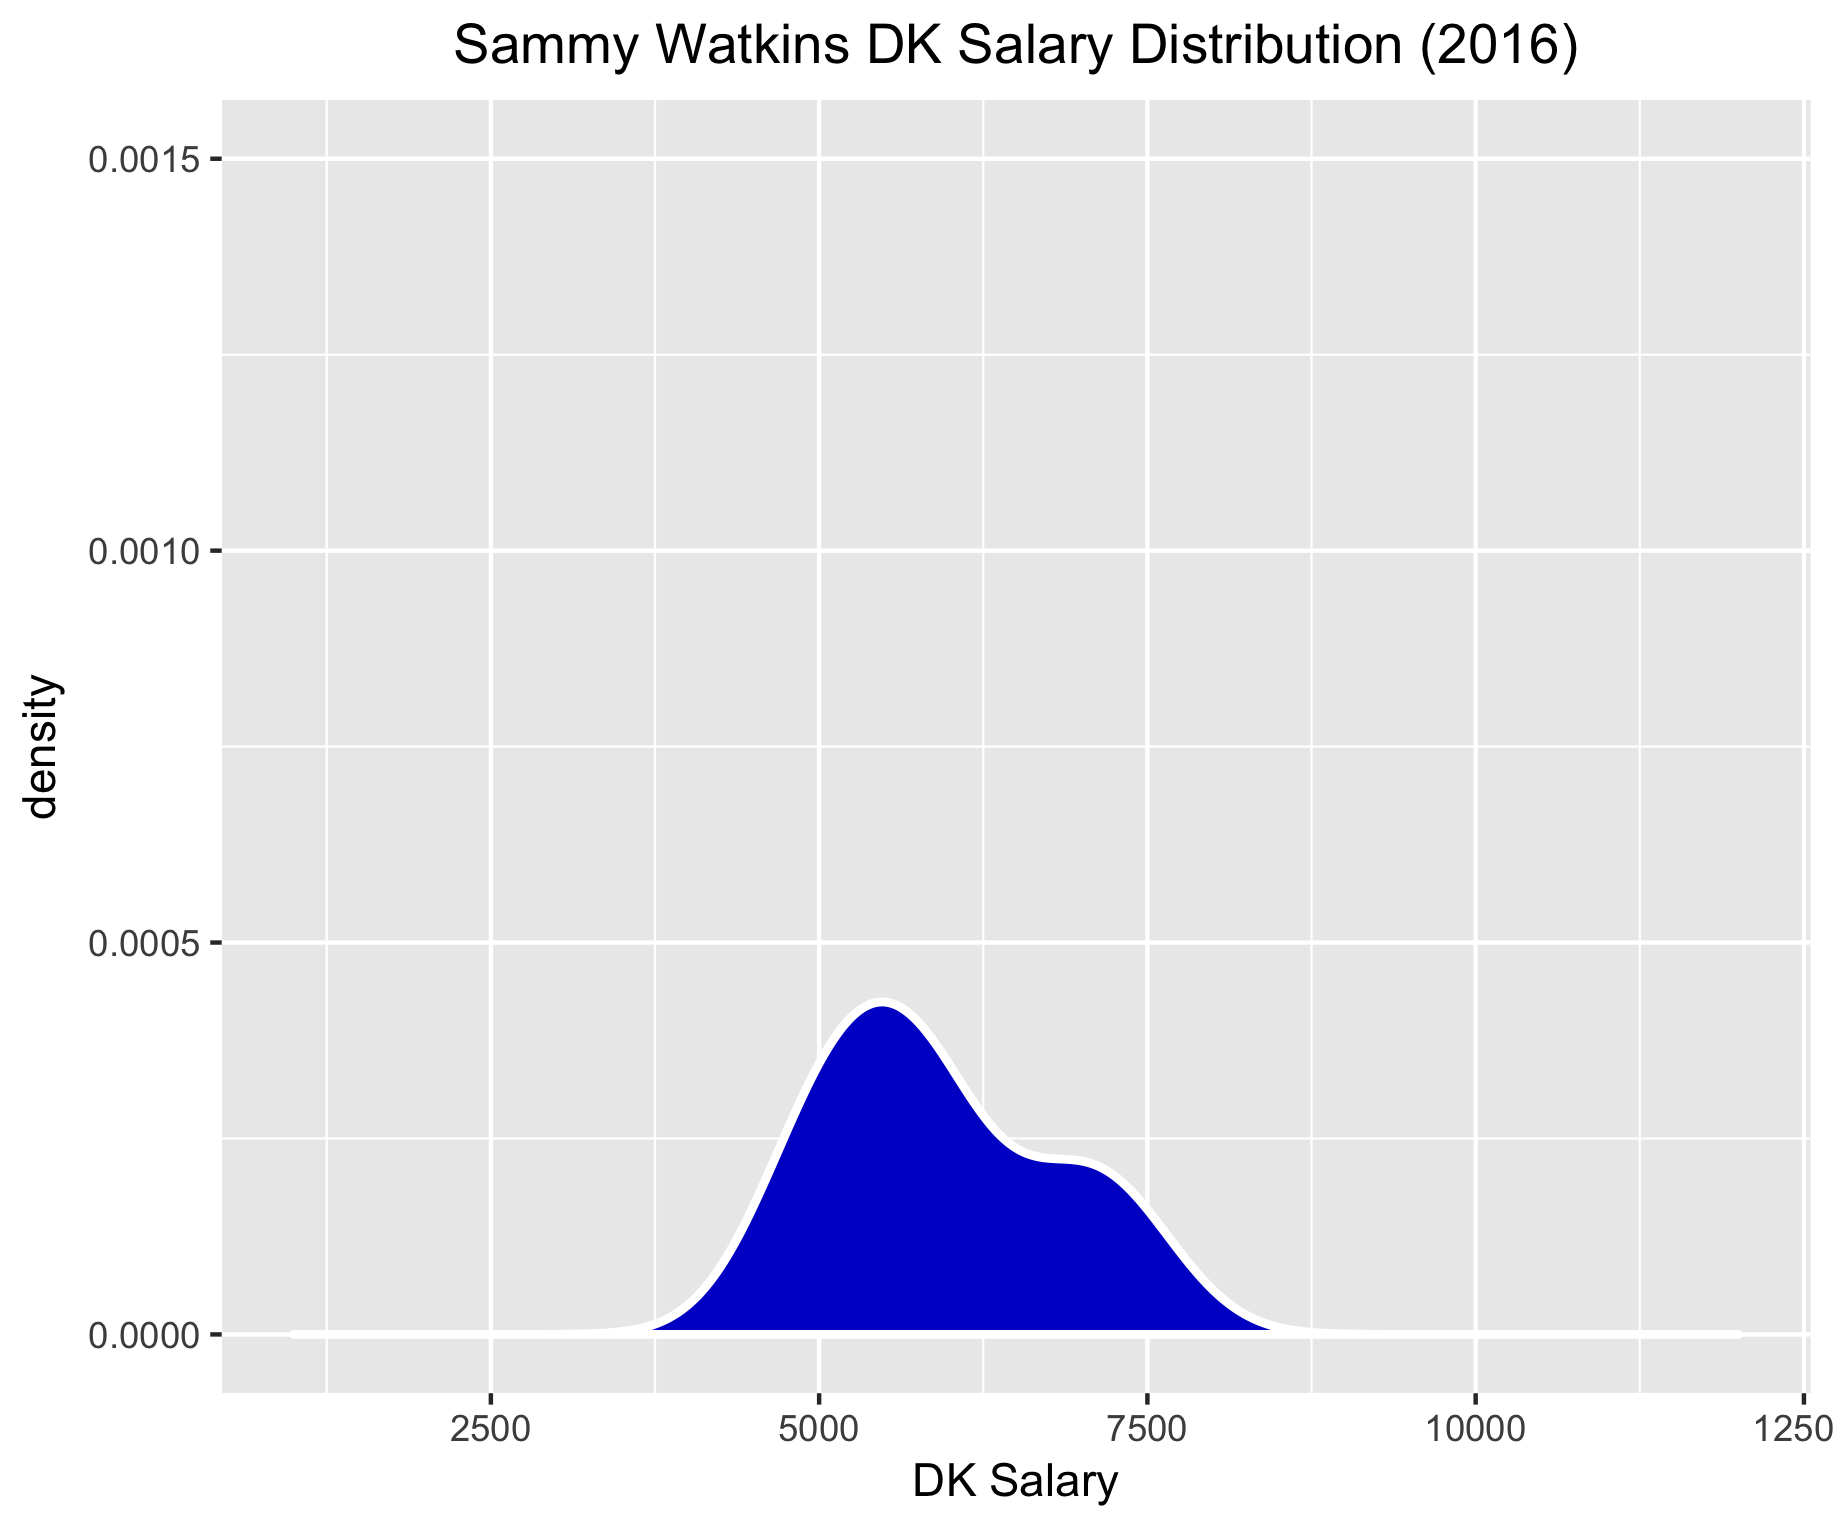 Sammy Watkins DK Salary Distribution (2016)
0.0015
0.0010
0.0005
0.0000
density
2500 5000 7500 10000 1250
DK Salary